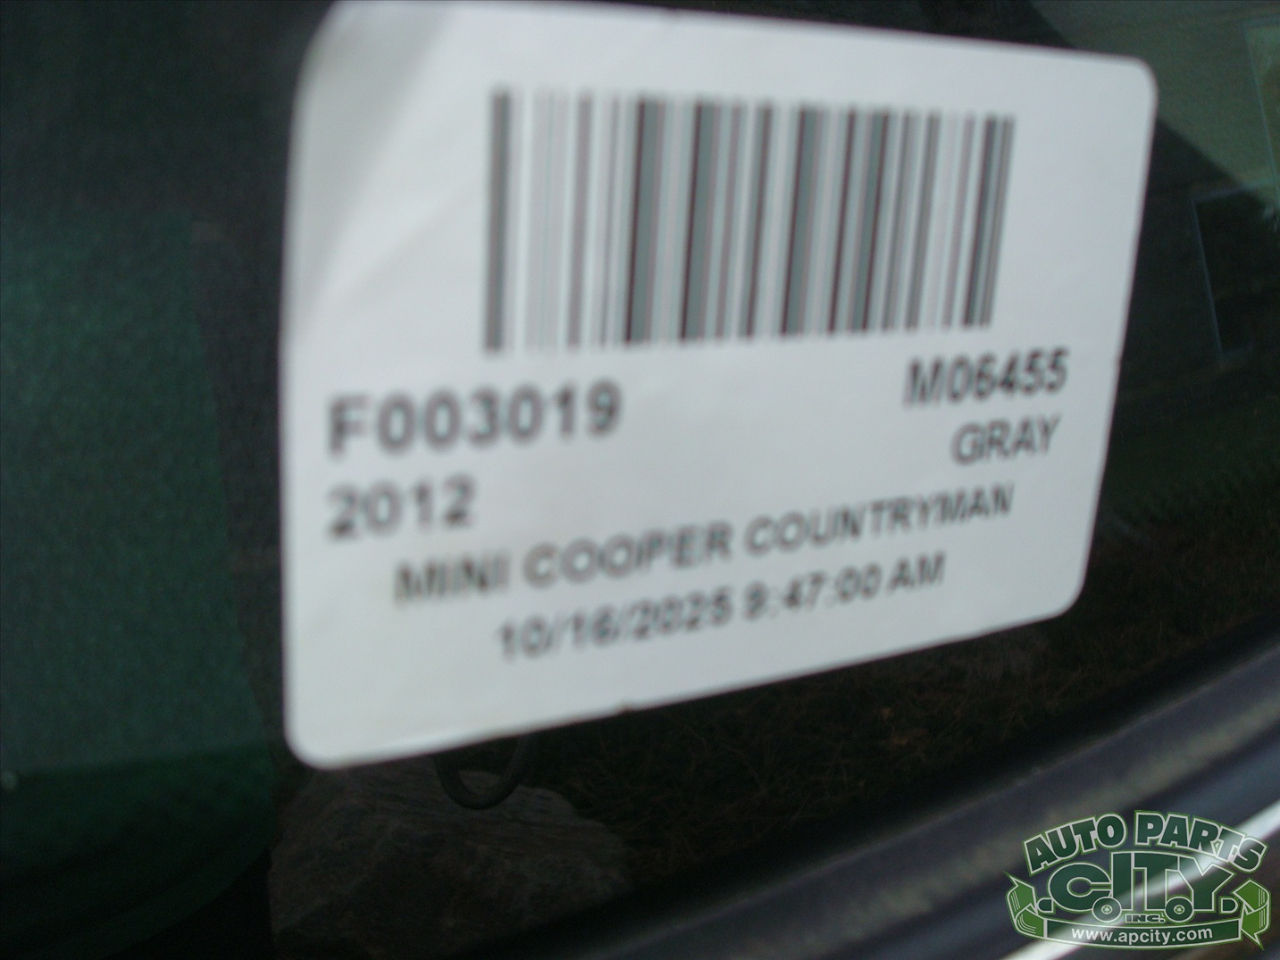 F003019 M06455
2012 GRAY
MINI COOPER COUNTRYMAN
10/16/2025 9:47:00 AM
AUTO PARTS
CITY
INC.
www.apcity.com